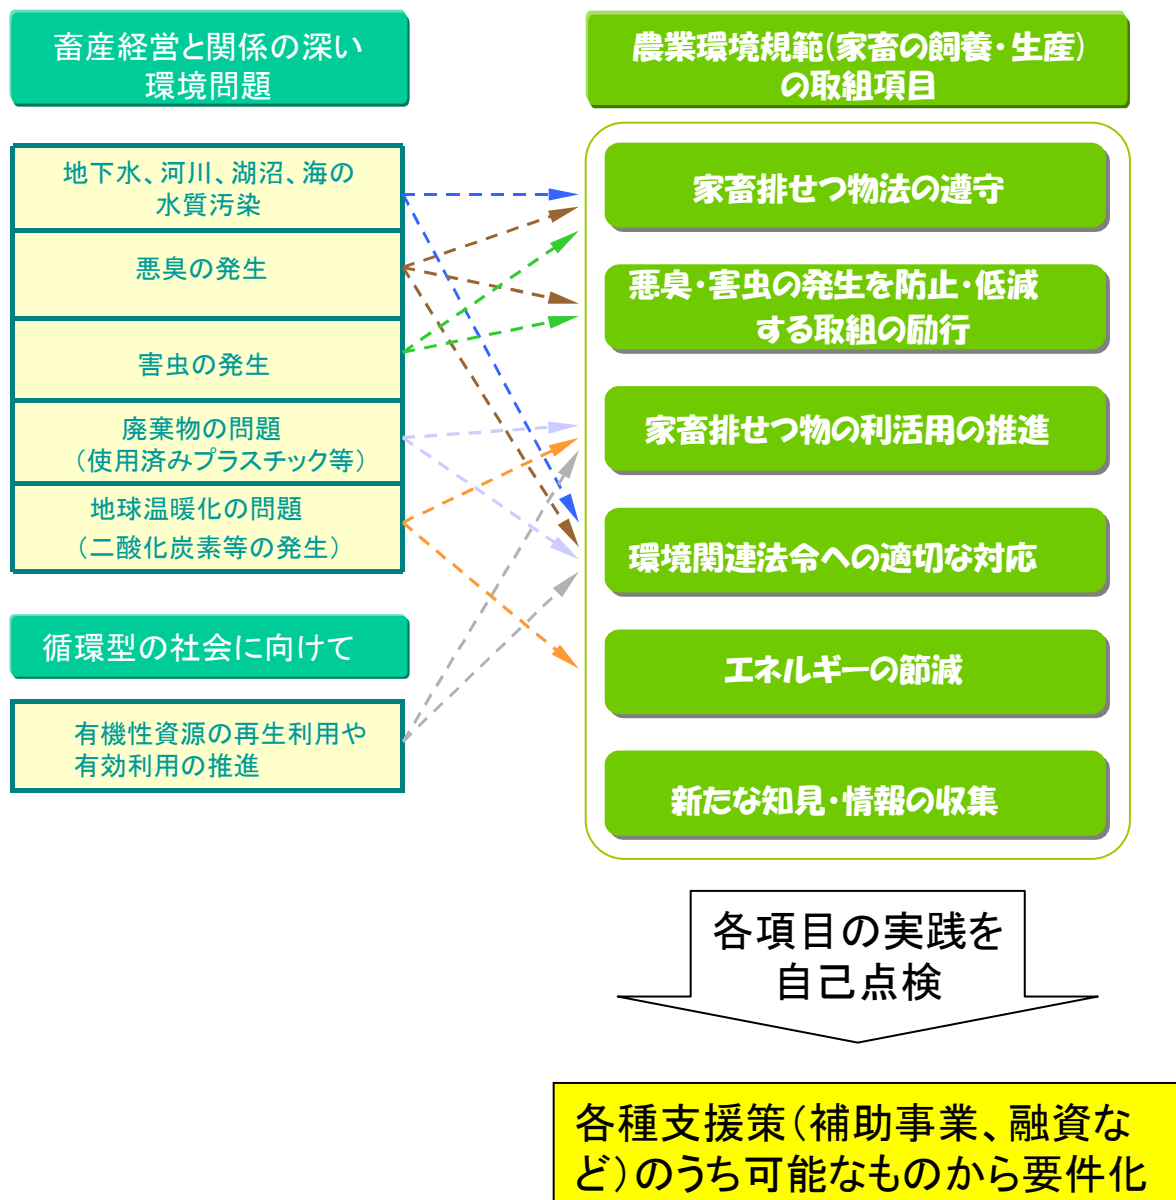 畜産経営と関係の深い
環境問題
地下水、河川、湖沼、海の
水質汚染
悪臭の発生
害虫の発生
廃棄物の問題
（使用済みプラスチック等）
地球温暖化の問題
（二酸化炭素等の発生）
循環型の社会に向けて
有機性資源の再生利用や
有効利用の推進
農業環境規範(家畜の飼養・生産)
の取組項目
家畜排せつ物法の遵守
悪臭・害虫の発生を防止・低減
する取組の励行
家畜排せつ物の利活用の推進
環境関連法令への適切な対応
エネルギーの節減
新たな知見・情報の収集
各項目の実践を
自己点検
各種支援策（補助事業、融資な
ど）のうち可能なものから要件化